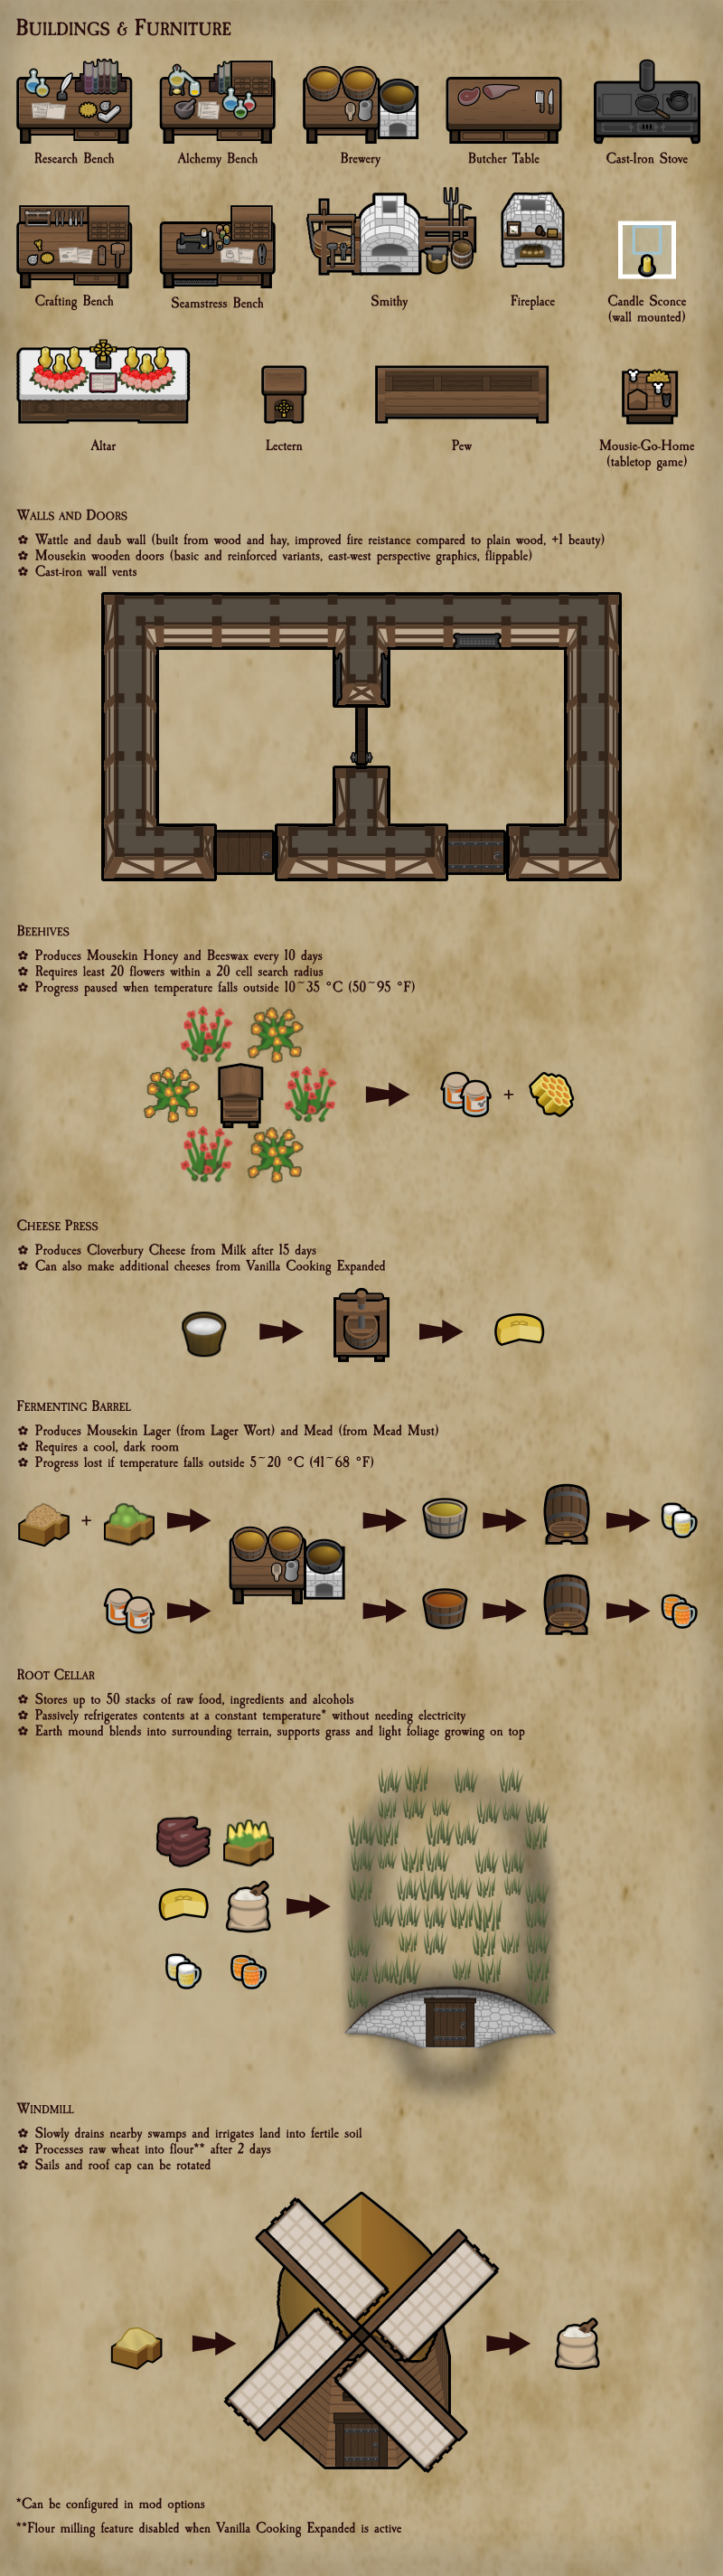 Buildings & Furniture
Research Bench
Alchemy Bench
Brewery
Butcher Table
Cast-Iron Stove
Crafting Bench
Seamstress Bench
Smithy
Fireplace
Candle Sconce
(wall mounted)
Altar
Lectern
Pew
Mousie-Go-Home
(tabletop game)
Walls and Doors
✿ Wattle and daub wall (built from wood and hay, improved fire reistance compared to plain wood, +1 beauty)
✿ Mousekin wooden doors (basic and reinforced variants, east-west perspective graphics, flippable)
✿ Cast-iron wall vents
Beehives
✿ Produces Mousekin Honey and Beeswax every 10 days
✿ Requires least 20 flowers within a 20 cell search radius
✿ Progress paused when temperature falls outside 10~35 °C (50~95 °F)
+
Cheese Press
✿ Produces Cloverbury Cheese from Milk after 15 days
✿ Can also make additional cheeses from Vanilla Cooking Expanded
Fermenting Barrel
✿ Produces Mousekin Lager (from Lager Wort) and Mead (from Mead Must)
✿ Requires a cool, dark room
✿ Progress lost if temperature falls outside 5~20 °C (41~68 °F)
+
Root Cellar
✿ Stores up to 50 stacks of raw food, ingredients and alcohols
✿ Passively refrigerates contents at a constant temperature* without needing electricity
✿ Earth mound blends into surrounding terrain, supports grass and light foliage growing on top
Windmill
✿ Slowly drains nearby swamps and irrigates land into fertile soil
✿ Processes raw wheat into flour** after 2 days
✿ Sails and roof cap can be rotated
*Can be configured in mod options
**Flour milling feature disabled when Vanilla Cooking Expanded is active